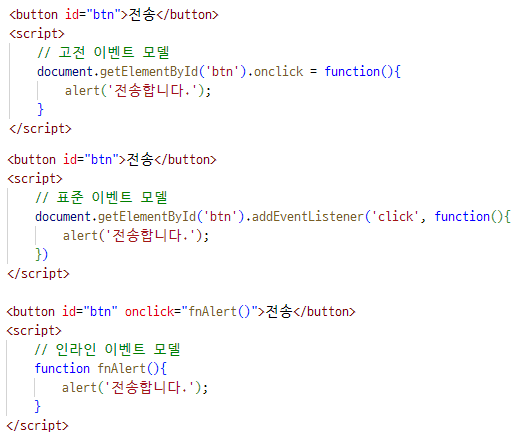 <button id="btn">전송</button>
<script>
// 고전 이벤트 모델
document.getElementById('btn').onclick = function(){
alert('전송합니다.');
}
</script>
<button id="btn">전송</button>
<script>
// 표준 이벤트 모델
document.getElementById('btn').addEventListener('click', function(){
alert('전송합니다.');
})
</script>
<button id="btn" onclick="fnAlert()">전송</button>
<script>
// 인라인 이벤트 모델
function fnAlert(){
alert('전송합니다.');
}
</script>